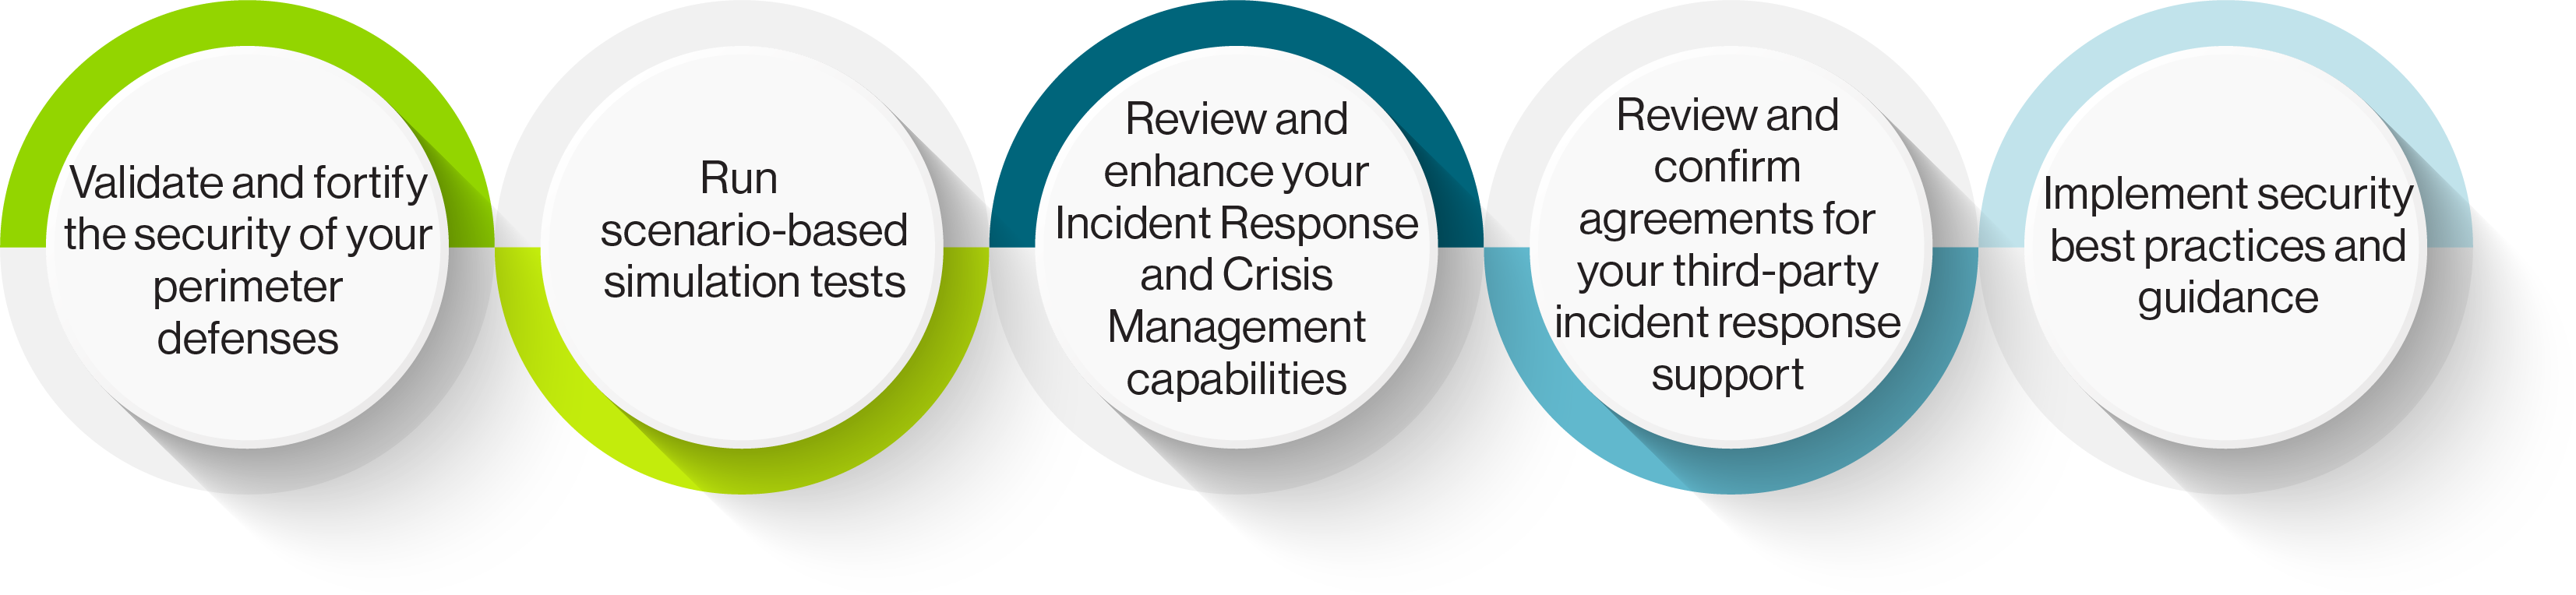 Validate and fortify
the security of your
perimeter
defenses
Run
scenario-based
simulation tests
Review and
enhance your
Incident Response
and Crisis
Management
capabilities
Review and
confirm
agreements for
your third-party
incident response
support
Implement security
best practices and
guidance